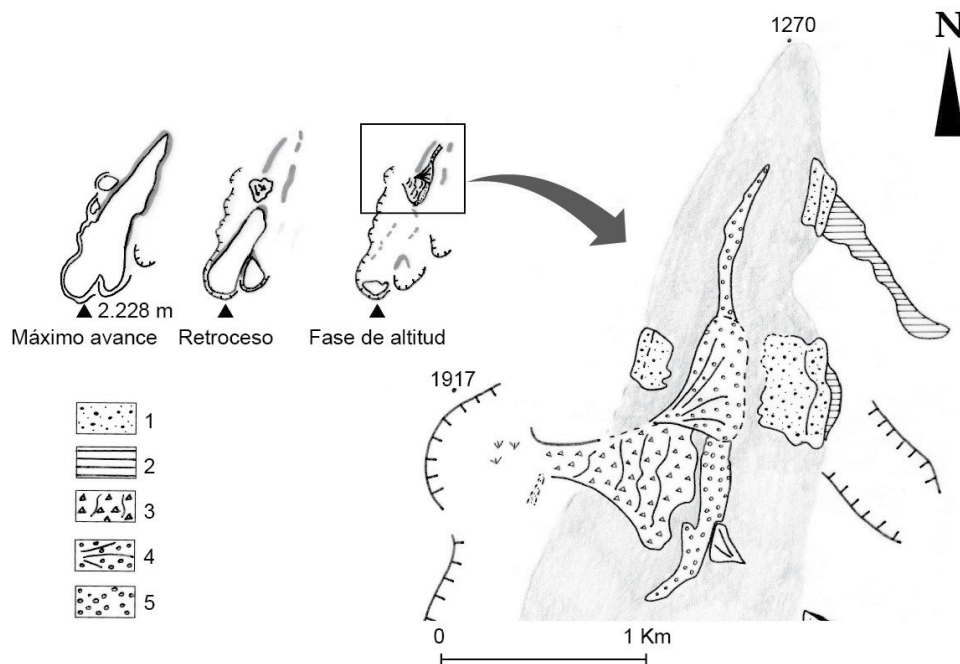 1270
N
2.228 m
Máximo avance
Retroceso
Fase de altitud
1917
1
2
3
4
5
0
1 Km